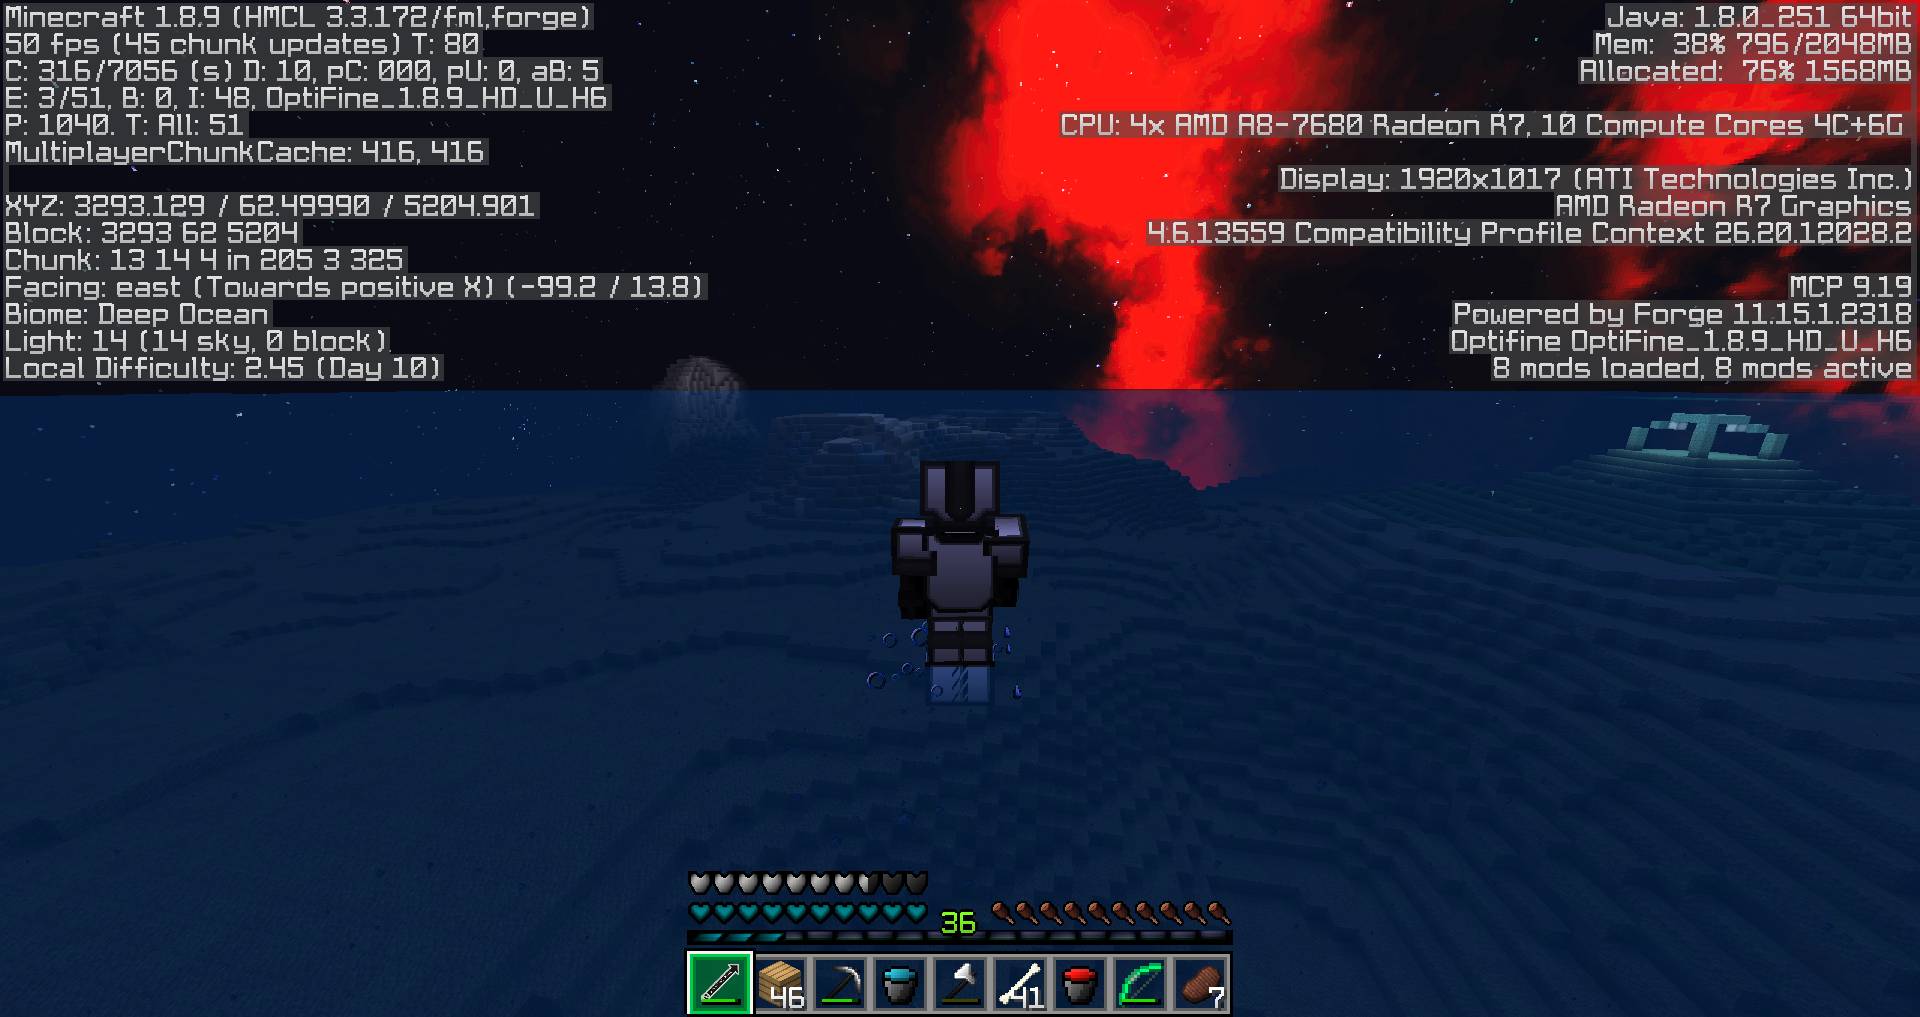 Minecraft 1.8.9 (HMCL 3.3.172/fml,forge)
50 fps (45 chunk updates) T: 80
C: 316/7056 (s) D: 10, pC: 000, pU: 0, aB: 5
E: 3/51, B: 0, I: 48, OptiFine_1.8.9_HD_U_H6
P: 1040. T: All: 51
MultiplayerChunkCache: 416, 416
XYZ: 3293.129 / 62.49990 / 5204.901
Block: 3293 62 5204
Chunk: 13 14 4 in 205 3 325
Facing: east (Towards positive X) (-99.2 / 13.8)
Biome: Deep Ocean
Light: 14 (14 sky, 0 block)
Local Difficulty: 2.45 (Day 10)
Java: 1.8.0_251 64bit
Mem: 38% 796/2048MB
Allocated: 76% 1568MB
CPU: 4x AMD A8-7680 Radeon R7, 10 Compute Cores 4C+6G
Display: 1920x1017 (ATI Technologies Inc.)
AMD Radeon R7 Graphics
4.6.13559 Compatibility Profile Context 26.20.12028.2
MCP 9.19
Powered by Forge 11.15.1.2318
Optifine OptiFine_1.8.9_HD_U_H6
8 mods loaded, 8 mods active
36
46 41 7